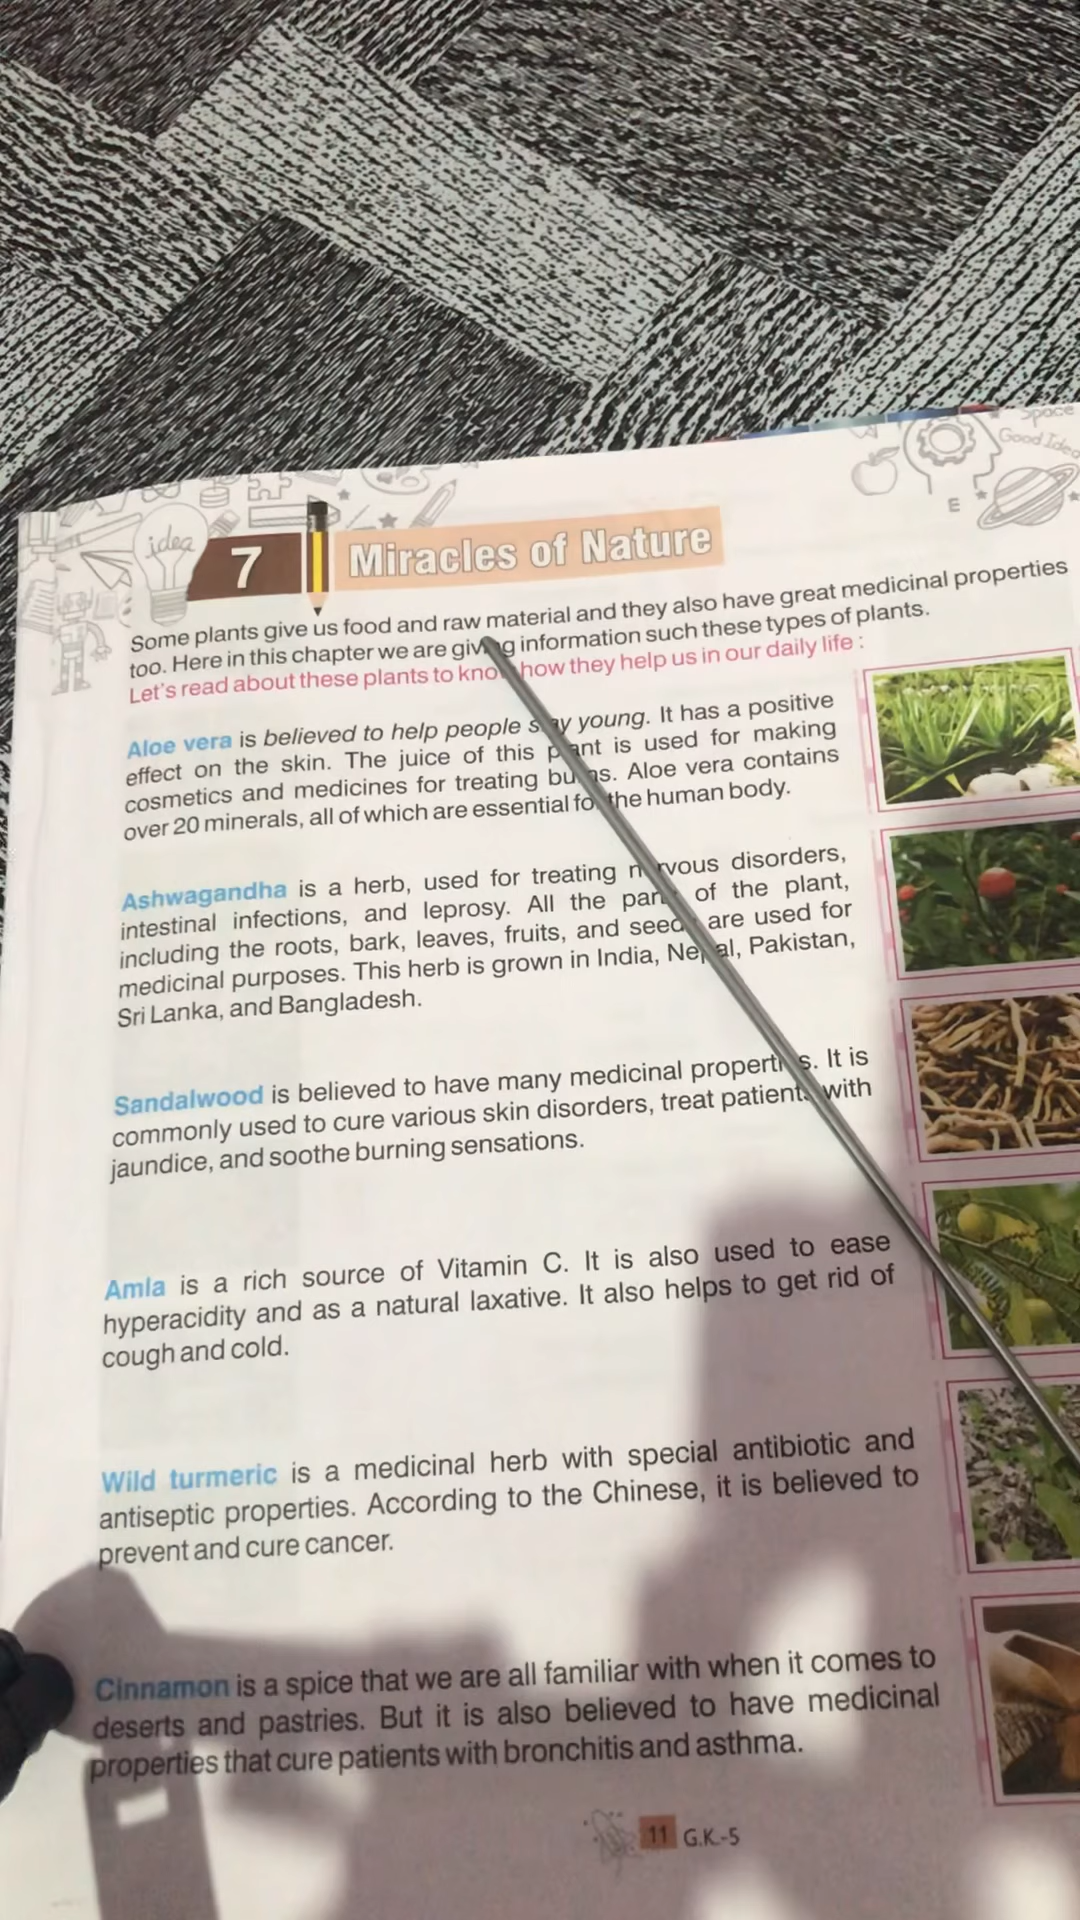 Space
Good Idea
E
idea
7
Miracles of Nature
Some plants give us food and raw material and they also have great medicinal properties
too. Here in this chapter we are giving information such these types of plants.
Let's read about these plants to know how they help us in our daily life :
Aloe vera is believed to help people stay young. It has a positive
effect on the skin. The juice of this plant is used for making
cosmetics and medicines for treating burns. Aloe vera contains
over 20 minerals, all of which are essential for the human body.
Ashwagandha is a herb, used for treating nervous disorders,
intestinal infections, and leprosy. All the parts of the plant,
including the roots, bark, leaves, fruits, and seeds are used for
medicinal purposes. This herb is grown in India, Nepal, Pakistan,
Sri Lanka, and Bangladesh.
Sandalwood is believed to have many medicinal properties. It is
commonly used to cure various skin disorders, treat patients with
jaundice, and soothe burning sensations.
Amla is a rich source of Vitamin C. It is also used to ease
hyperacidity and as a natural laxative. It also helps to get rid of
cough and cold.
Wild turmeric is a medicinal herb with special antibiotic and
antiseptic properties. According to the Chinese, it is believed to
prevent and cure cancer.
Cinnamon is a spice that we are all familiar with when it comes to
deserts and pastries. But it is also believed to have medicinal
properties that cure patients with bronchitis and asthma.
11 G.K.-5